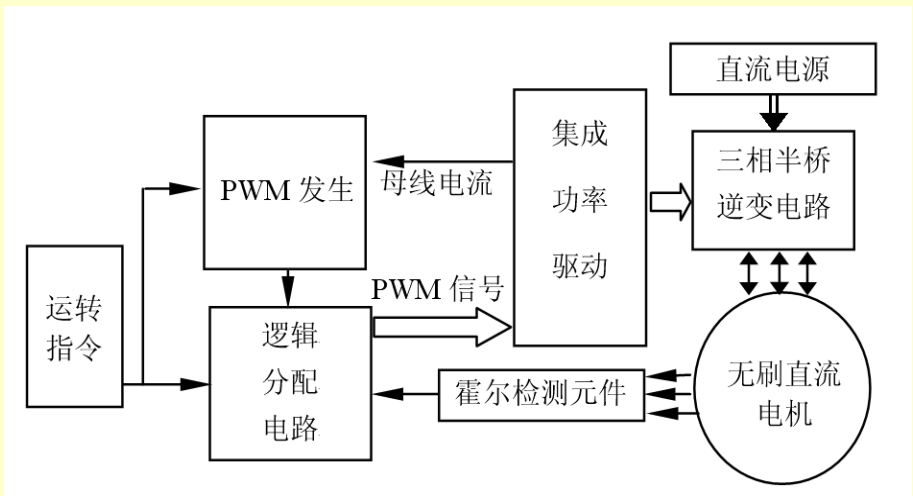 直流电源
集成
功率
驱动
三相半桥
逆变电路
PWM 发生
母线电流
运转
指令
PWM 信号
逻辑
分配
电路
霍尔检测元件
无刷直流
电机